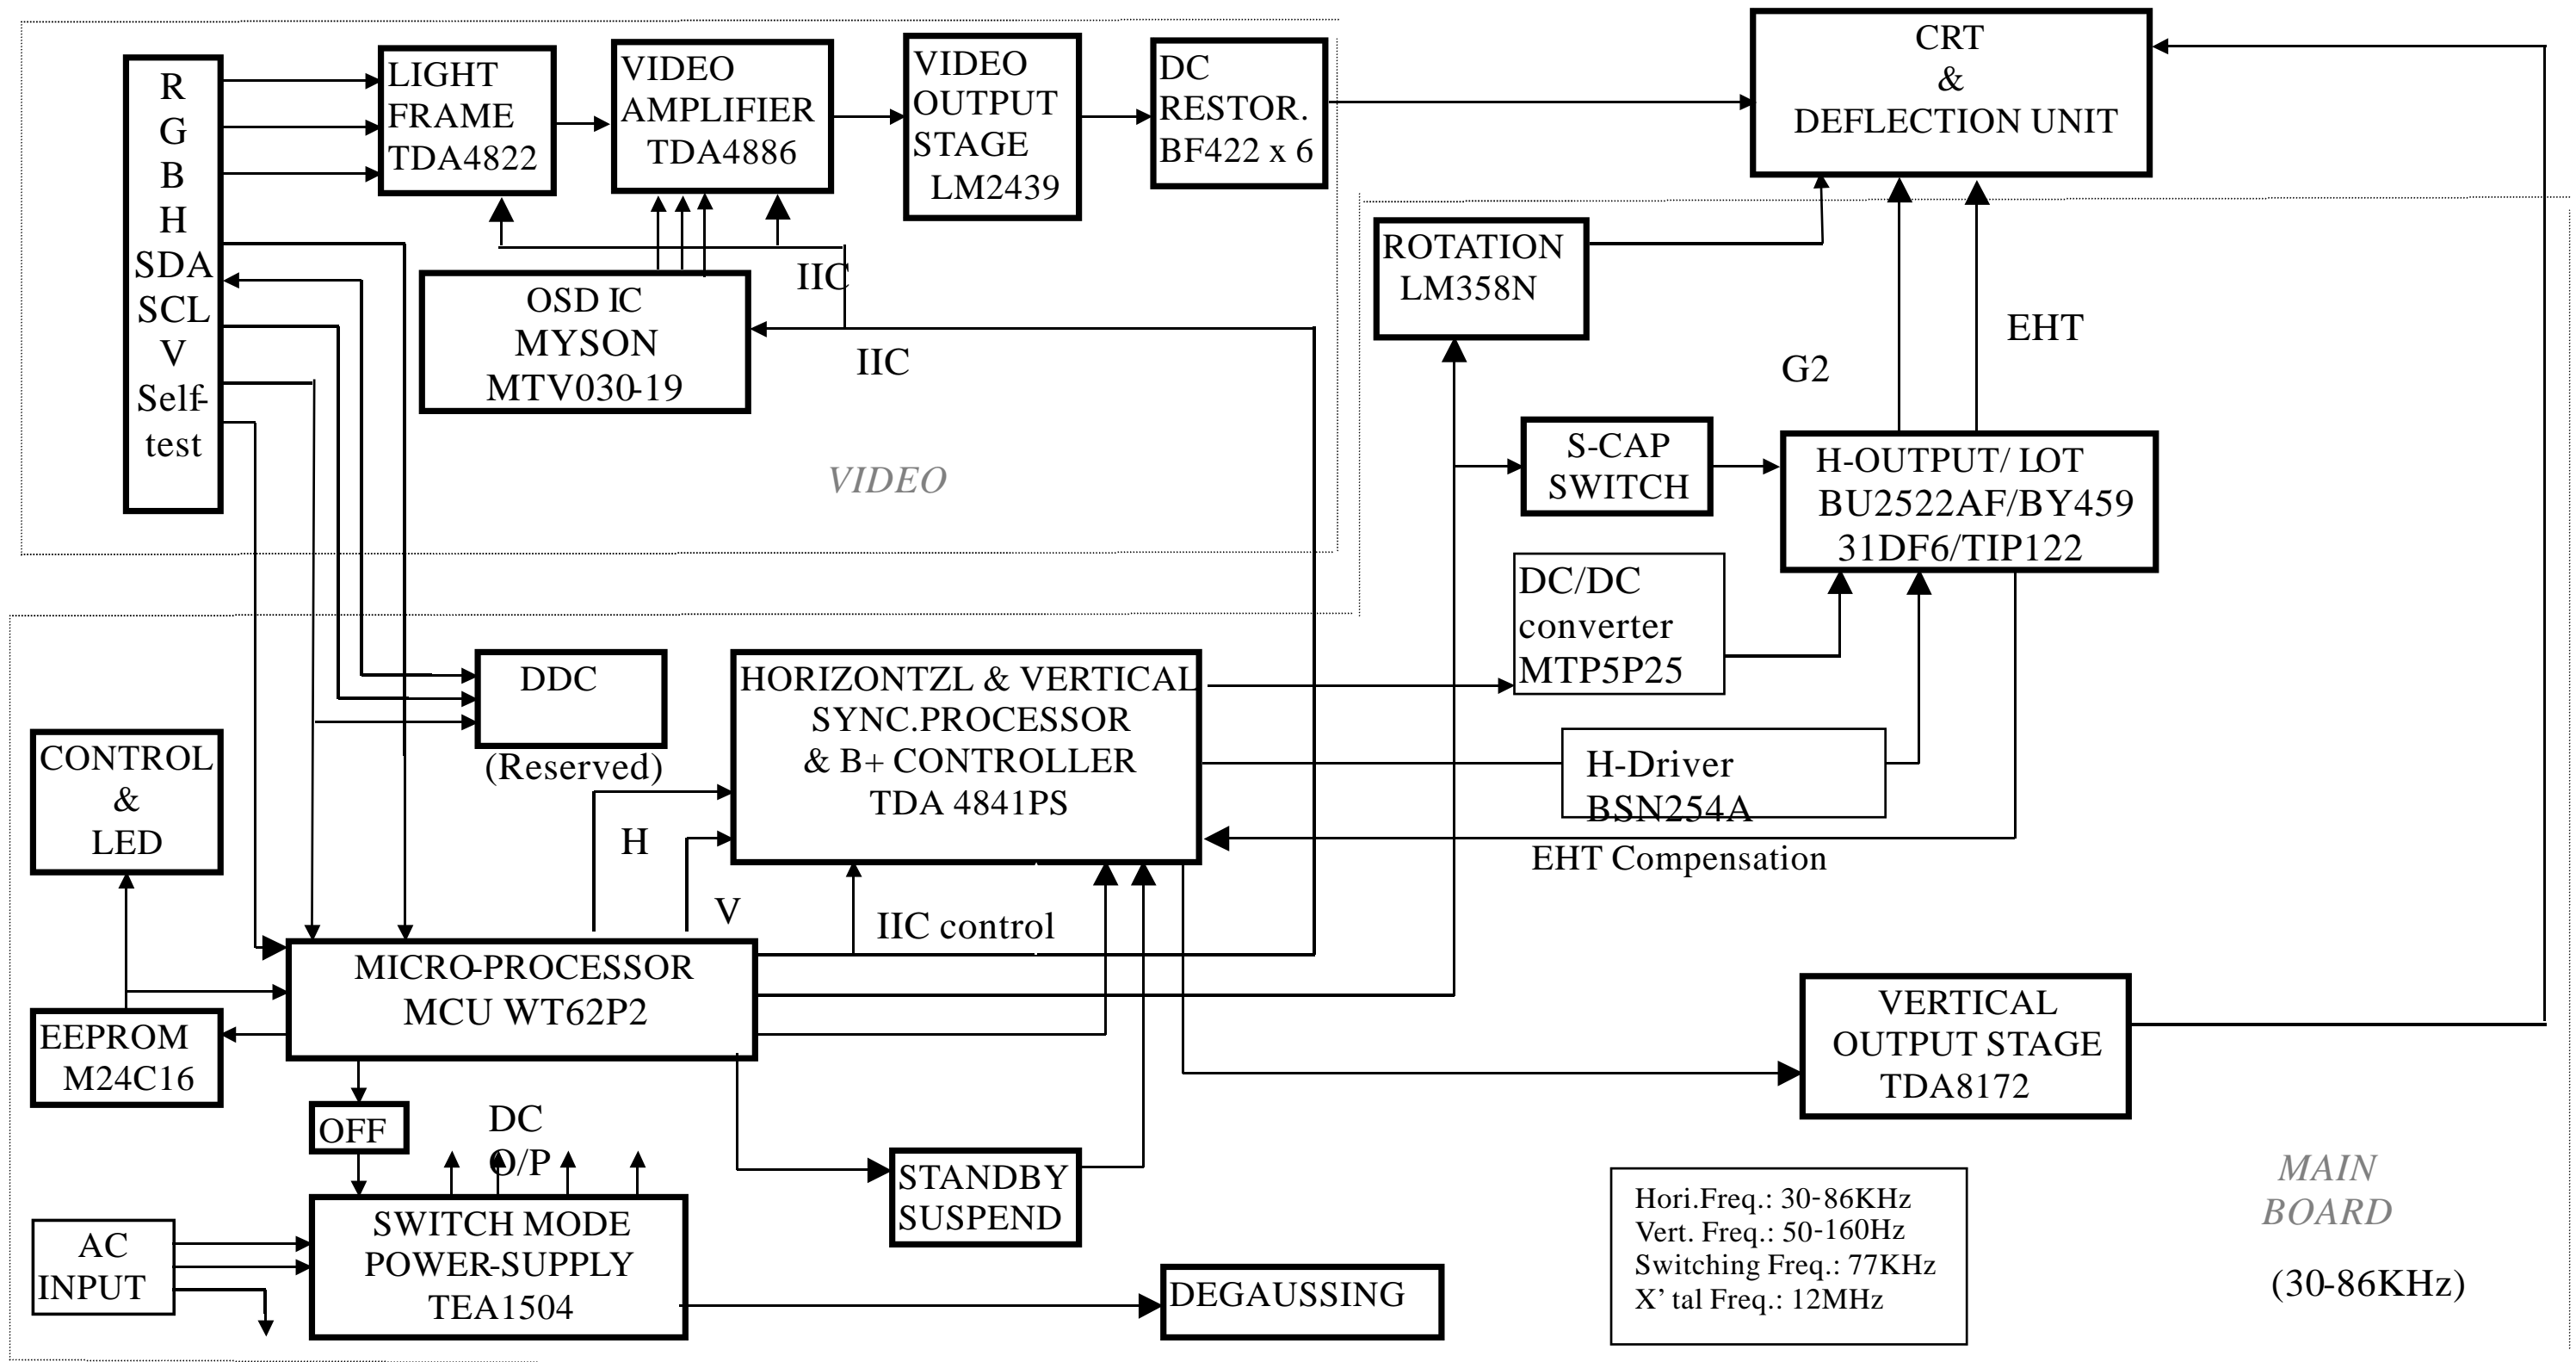 R
G
B
H
SDA
SCL
V
Self-
test
LIGHT
FRAME
TDA4822
VIDEO
AMPLIFIER
TDA4886
VIDEO
OUTPUT
STAGE
LM2439
DC
RESTOR.
BF422 x 6
CRT
&
DEFLECTION UNIT
OSD IC
MYSON
MTV030-19
IIC
IIC
VIDEO
ROTATION
LM358N
G2
EHT
S-CAP
SWITCH
H-OUTPUT/ LOT
BU2522AF/BY459
31DF6/TIP122
DC/DC
converter
MTP5P25
DDC
(Reserved)
HORIZONTZL & VERTICAL
SYNC.PROCESSOR
& B+ CONTROLLER
TDA 4841PS
H-Driver
BSN254A
EHT Compensation
CONTROL
&
LED
H
V
IIC control
MICRO-PROCESSOR
MCU WT62P2
EEPROM
M24C16
VERTICAL
OUTPUT STAGE
TDA8172
OFF
DC
O/P
STANDBY
SUSPEND
AC
INPUT
SWITCH MODE
POWER-SUPPLY
TEA1504
DEGAUSSING
Hori.Freq.: 30-86KHz
Vert. Freq.: 50-160Hz
Switching Freq.: 77KHz
X' tal Freq.: 12MHz
MAIN
BOARD
(30-86KHz)